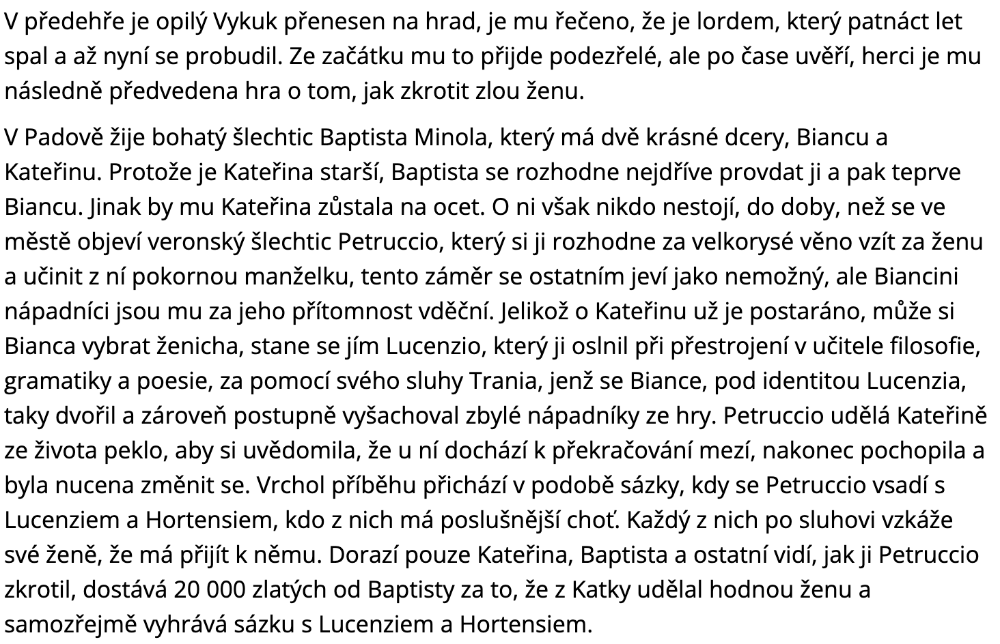 V předehře je opilý Vykuk přenesen na hrad, je mu řečeno, že je lordem, který patnáct let
spal a až nyní se probudil. Ze začátku mu to přijde podezřelé, ale po čase uvěří, herci je mu
následně předvedena hra o tom, jak zkrotit zlou ženu.
V Padově žije bohatý šlechtic Baptista Minola, který má dvě krásné dcery, Biancu a
Kateřinu. Protože je Kateřina starší, Baptista se rozhodne nejdříve provdat ji a pak teprve
Biancu. Jinak by mu Kateřina zůstala na ocet. O ni však nikdo nestojí, do doby, než se ve
městě objeví veronský šlechtic Petruccio, který si ji rozhodne za velkorysé věno vzít za ženu
a učinit z ní pokornou manželku, tento záměr se ostatním jeví jako nemožný, ale Biancini
nápadníci jsou mu za jeho přítomnost vděční. Jelikož o Kateřinu už je postaráno, může si
Bianca vybrat ženicha, stane se jím Lucenzio, který ji oslnil při přestrojení v učitele filosofie,
gramatiky a poesie, za pomocí svého sluhy Trania, jenž se Biance, pod identitou Lucenzia,
taky dvořil a zároveň postupně vyšachoval zbylé nápadníky ze hry. Petruccio udělá Kateřině
ze života peklo, aby si uvědomila, že u ní dochází k překračování mezí, nakonec pochopila a
byla nucena změnit se. Vrchol příběhu přichází v podobě sázky, kdy se Petruccio vsadí s
Lucenziem a Hortensiem, kdo z nich má poslušnější choť. Každý z nich po sluhovi vzkáže
své ženě, že má přijít k němu. Dorazí pouze Kateřina, Baptista a ostatní vidí, jak ji Petruccio
zkrotil, dostává 20 000 zlatých od Baptisty za to, že z Katky udělal hodnou ženu a
samozřejmě vyhrává sázku s Lucenziem a Hortensiem.